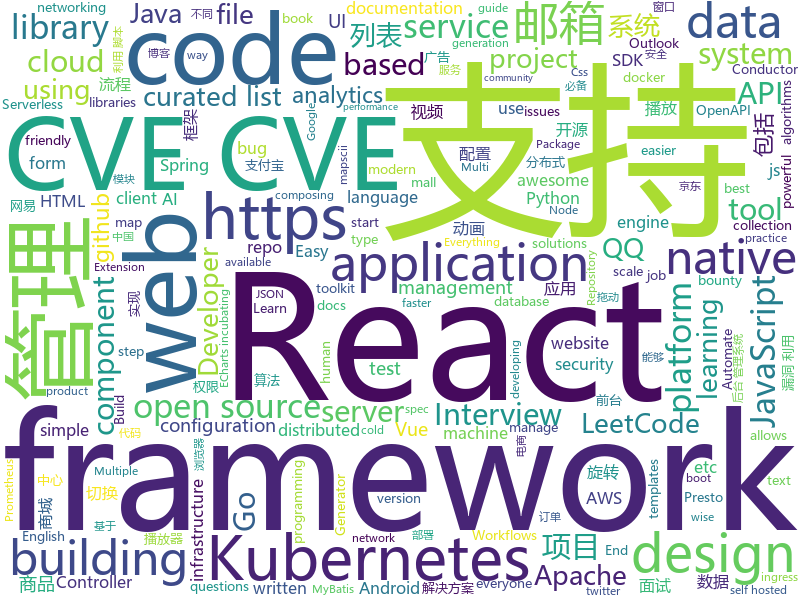 networking
book
documentation
不同
Java
file
guide
窗口
library
博客
way
UI
generation
广告
利用 脚本
code
列表
service
邮箱
系统
data
cloud
流程
based
SDK
Outlook
安全
using
curated list
project
docker
Conductor
system
Serverless
libraries
analytics
服务
Css
必备
community
performance
friendly
框架
bug
Google
视频
use
issues
播放
OpenAPI
API
包括
algorithms
form
Spring
支付宝
modern
mapscii
配置
开源
Package
easier
CVE CVE
支持
分布式
js
powerful
网易
HTML
client
AI
language
composing
mall
Multi
awesome
Python
京东
best
模块
map
github
https
start
动画
Node
engine
collection
practice
中国
Everything
repo
type
solutions
tool
管理
web
Developer
Easy
available
application
QQ
native
Extension
实现
JSON
Learn
toolkit
management
应用
scale
job
bounty
component
docs
faster
database
Repository
拖动
platform
learning
JavaScript
step
ECharts
incubating
React
website
human
test
security
developing
能够
Automate
后台 管理系统
漏洞 利用
product
Build
权限
算法
open source
server
Interview
前台
LeetCode
simple
configuration
distributed
cold
spec
Vue
machine
manage
电商
allows
代码
framework
Prometheus
Multiple
中心
切换
infrastructure
浏览器
Go
programming
Generator
etc
旋转
templates
Presto
text
boot
wise
商城
version
AWS
English
基于
播放器
building
Kubernetes
network
部署
Workflows
订单
项目
design
End
self hosted
商品
Controller
questions
written
MyBatis
Android
解决方案
everyone
twitter
Apache
面试
数据
ingress